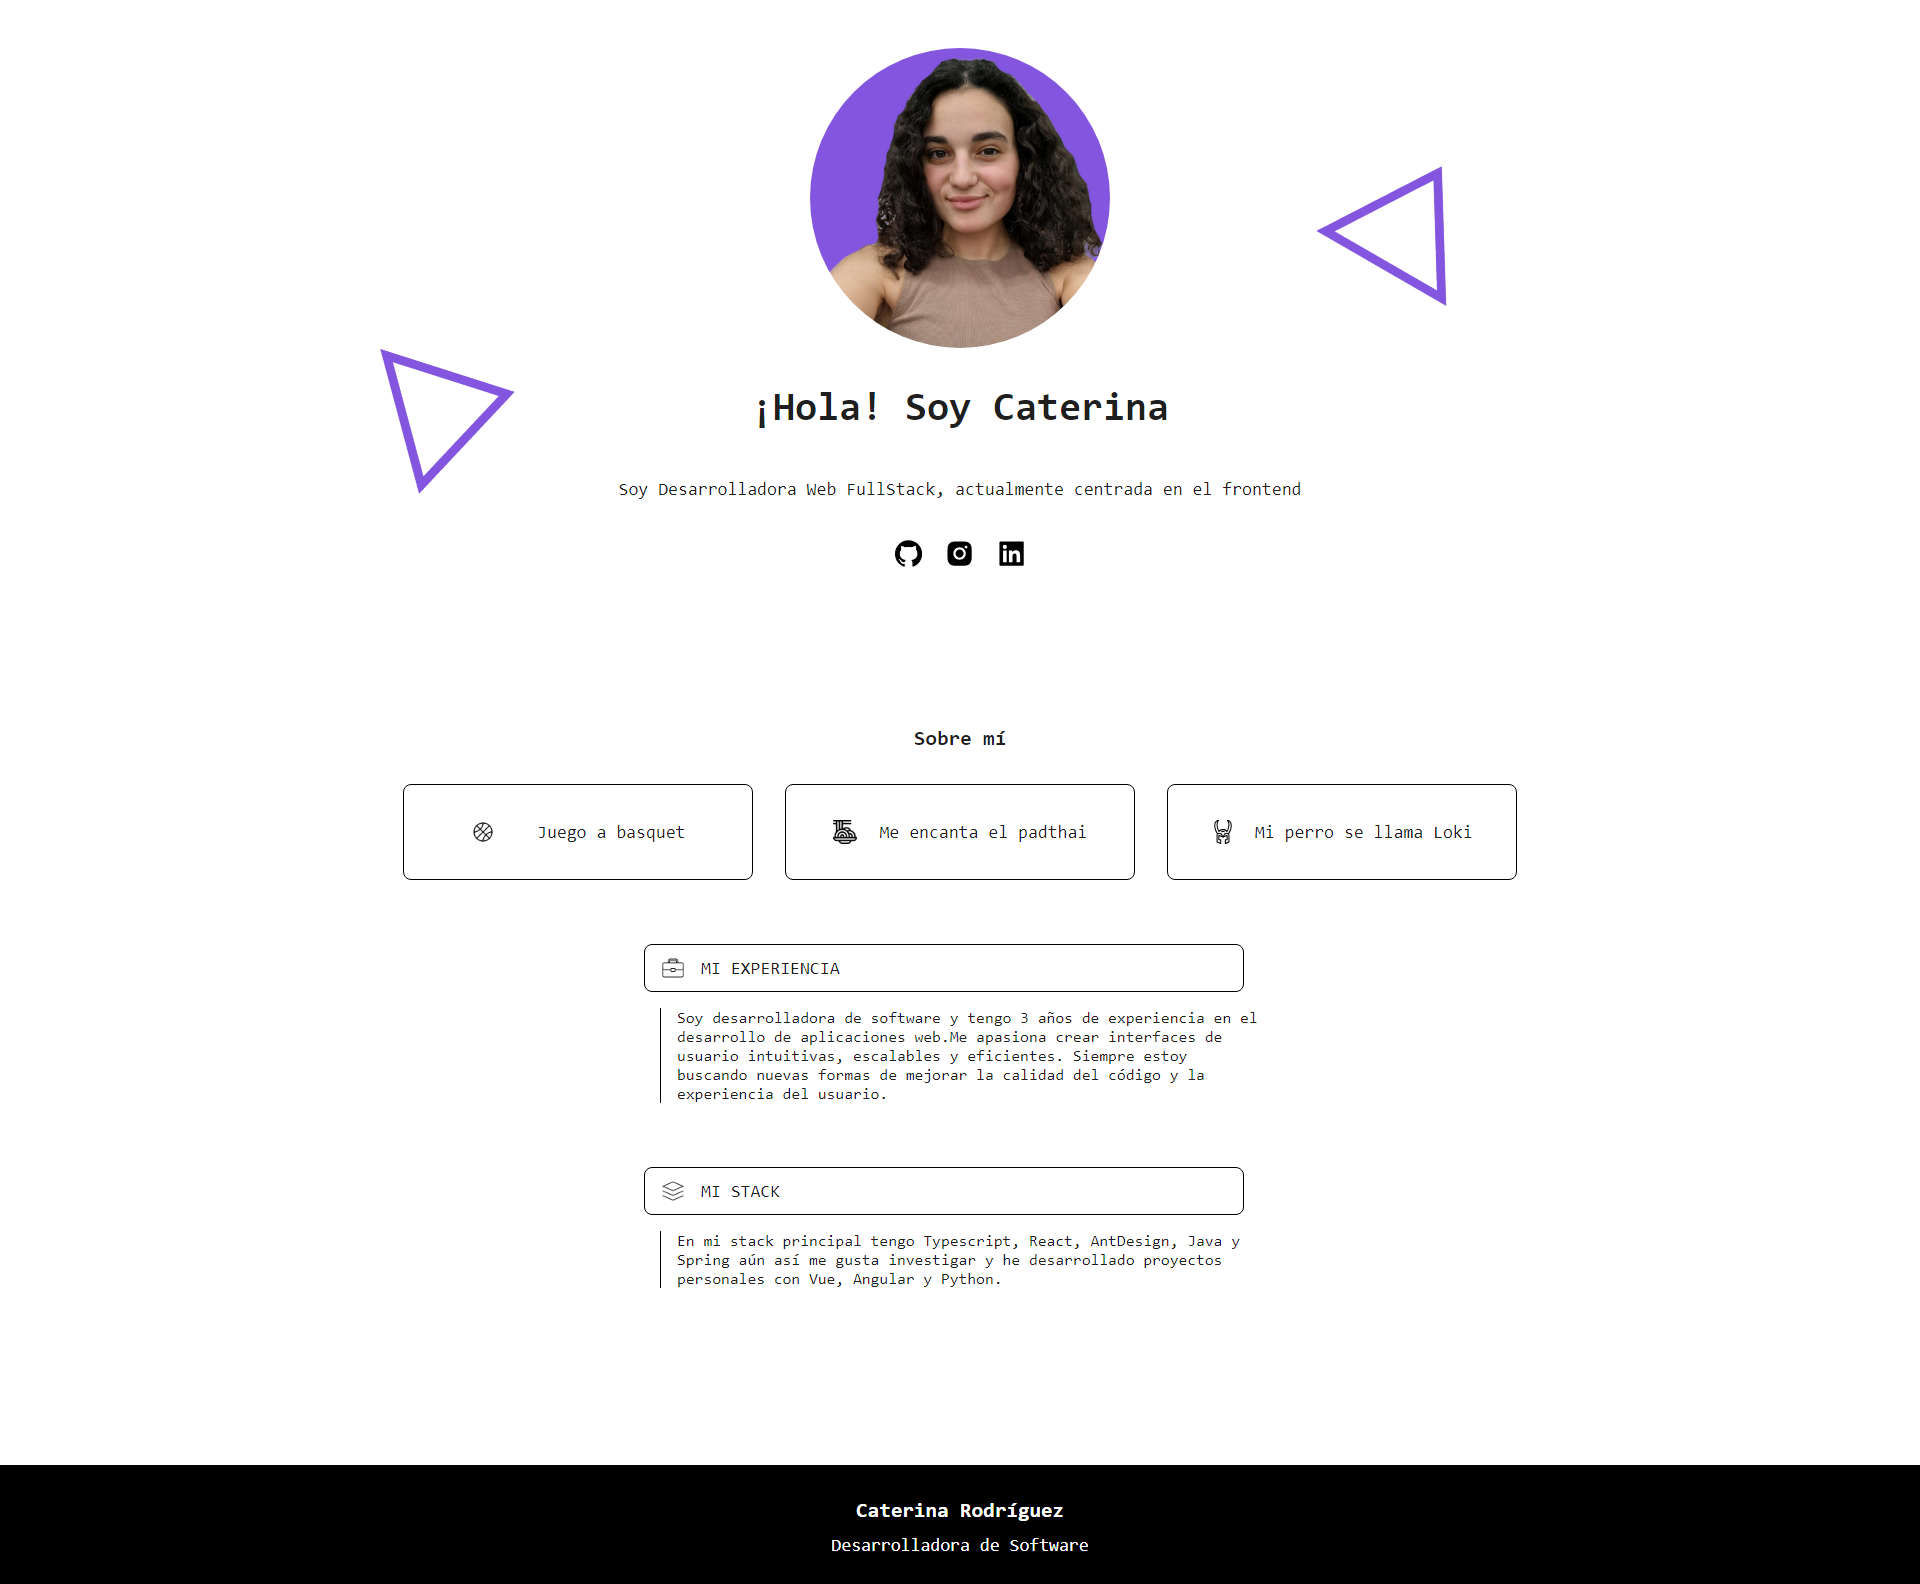 ¡Hola! Soy Caterina
Soy Desarrolladora Web FullStack, actualmente centrada en el frontend
in
Sobre mí
Juego a basquet
Me encanta el padthai
Mi perro se llama Loki
MI EXPERIENCIA
Soy desarrolladora de software y tengo 3 años de experiencia en el
desarrollo de aplicaciones web.Me apasiona crear interfaces de
usuario intuitivas, escalables y eficientes. Siempre estoy
buscando nuevas formas de mejorar la calidad del código y la
experiencia del usuario.
MI STACK
En mi stack principal tengo Typescript, React, AntDesign, Java y
Spring aún así me gusta investigar y he desarrollado proyectos
personales con Vue, Angular y Python.
Caterina Rodríguez
Desarrolladora de Software